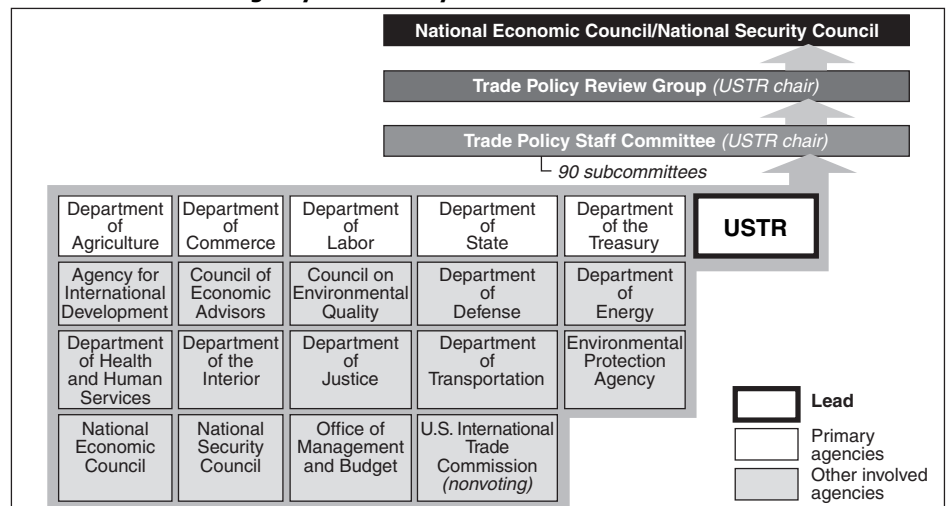 National Economic Council/National Security Council
Trade Policy Review Group (USTR chair)
Trade Policy Staff Committee (USTR chair)
90 subcommittees
Department
of
Agriculture
Department
of
Commerce
Department
of
Labor
Department
of
State
Department
of the
Treasury
USTR
Agency for
International
Development
Council of
Economic
Advisors
Council on
Environmental
Quality
Department
of
Defense
Department
of
Energy
Department
of Health
and Human
Services
Department
of the
Interior
Department
of
Justice
Department
of
Transportation
Environmental
Protection
Agency
National
Economic
Council
National
Security
Council
Office of
Management
and Budget
U.S. International
Trade
Commission
(nonvoting)
Lead
Primary
agencies
Other involved
agencies